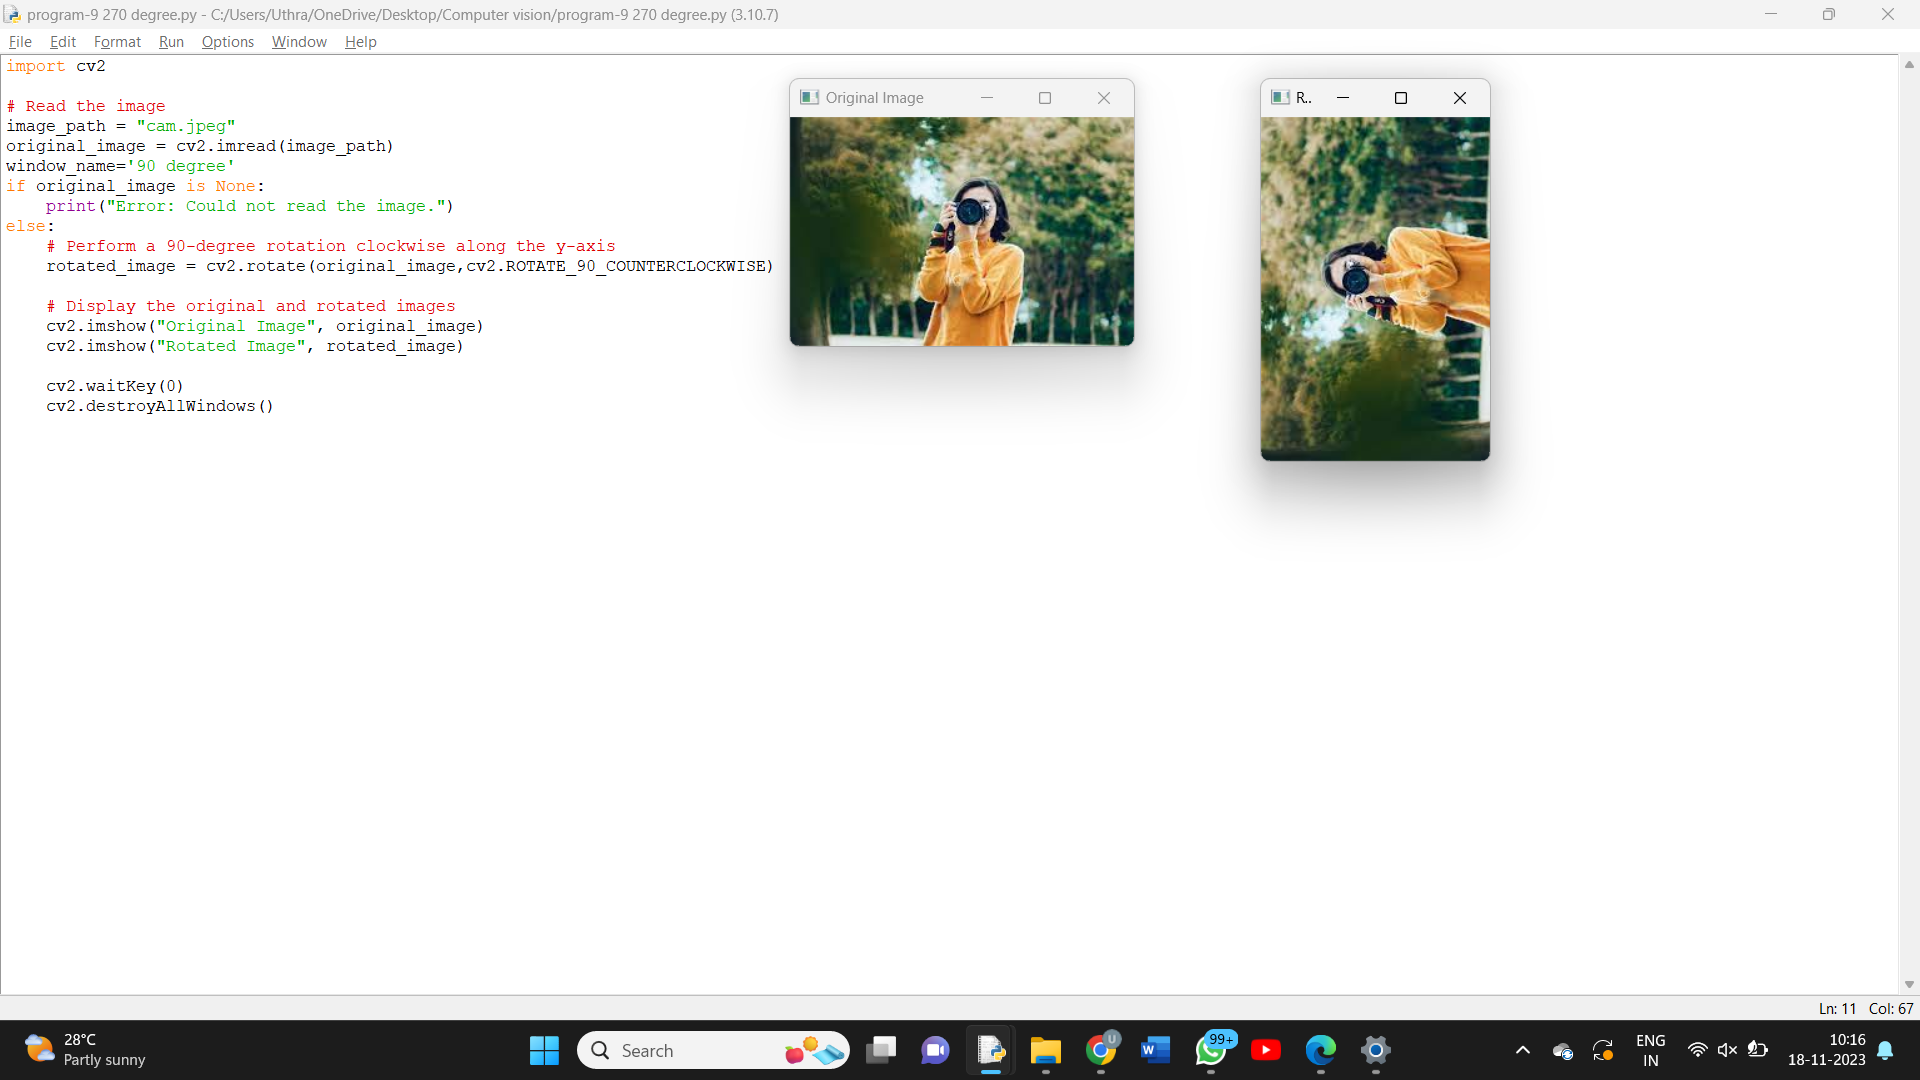 program-9 270 degree.py - C:/Users/Uthra/OneDrive/Desktop/Computer vision/program-9 270 degree.py (3.10.7)
File Edit Format Run Options Window Help
import cv2
# Read the image
image_path = "cam.jpeg"
original_image = cv2.imread(image_path)
window_name='90 degree'
if original_image is None:
    print("Error: Could not read the image.")
else:
    # Perform a 90-degree rotation clockwise along the y-axis
    rotated_image = cv2.rotate(original_image,cv2.ROTATE_90_COUNTERCLOCKWISE)
    # Display the original and rotated images
    cv2.imshow("Original Image", original_image)
    cv2.imshow("Rotated Image", rotated_image)
    cv2.waitKey(0)
    cv2.destroyAllWindows()
Original Image
R..
Ln: 11 Col: 67
28°C
Partly sunny
Search
U
W
99+
ENG
IN
10:16
18-11-2023